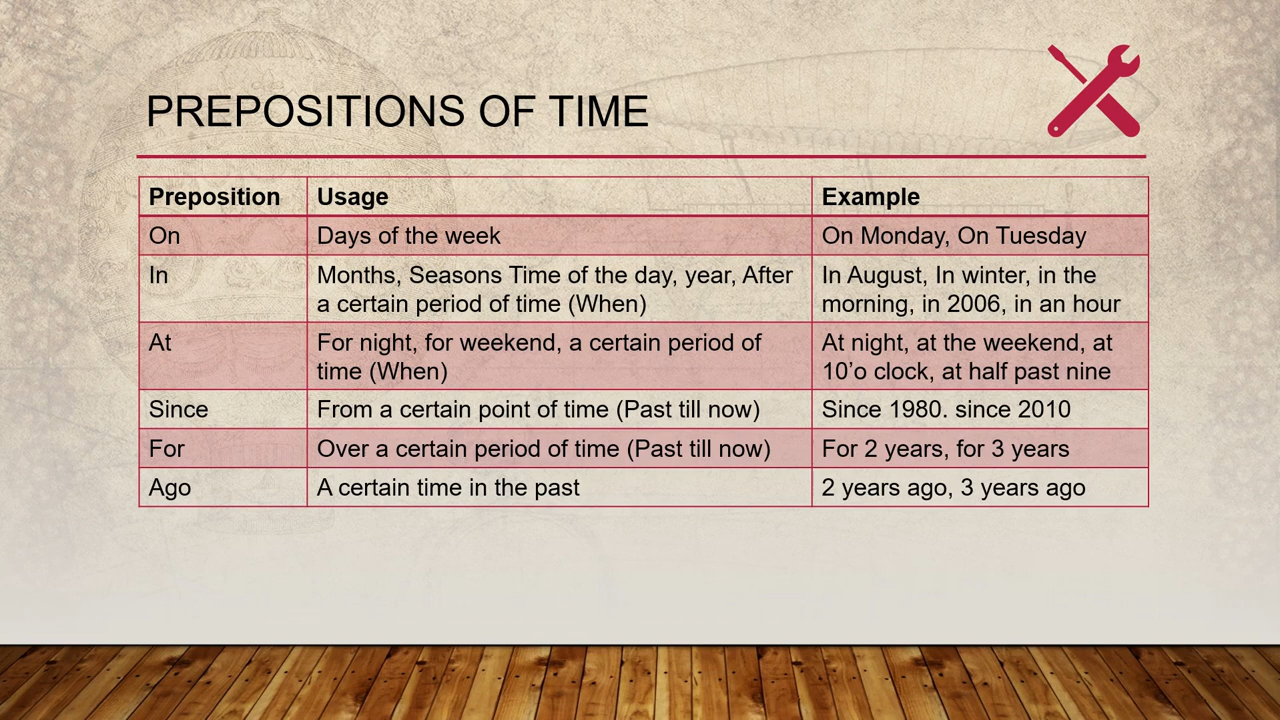 PREPOSITIONS OF TIME
Preposition Usage Example
On Days of the week On Monday, On Tuesday
In Months, Seasons Time of the day, year, After In August, In winter, in the
a certain period of time (When) morning, in 2006, in an hour
At For night, for weekend, a certain period of At night, at the weekend, at
time (When) 10’o clock, at half past nine
Since From a certain point of time (Past till now) Since 1980. since 2010
For Over a certain period of time (Past till now) For 2 years, for 3 years
Ago A certain time in the past 2 years ago, 3 years ago